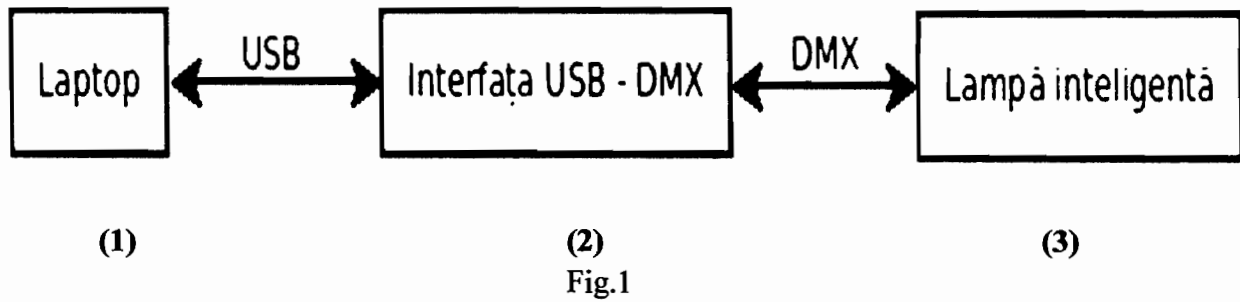 USB
DMX
Laptop
Interfața USB - DMX
Lampă inteligentă
(1)
(2)
(3)
Fig.1